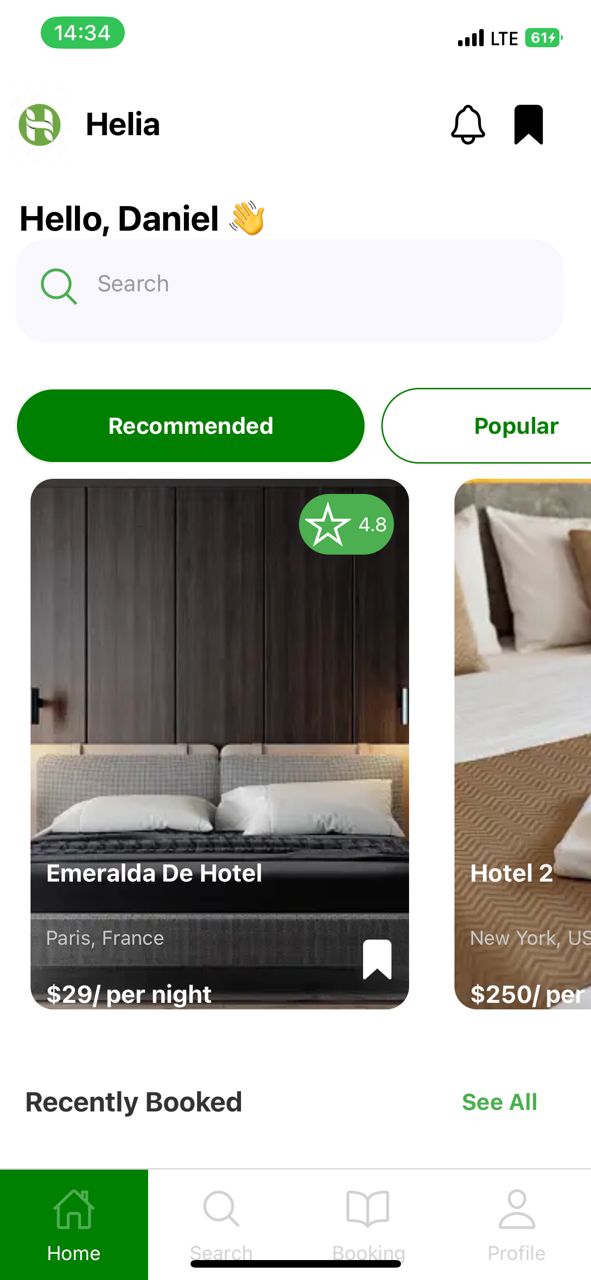 14:34
LTE 61
Helia
Hello, Daniel 👋
Search
Recommended
Popular
4.8
Emeralda De Hotel
Paris, France
$29/ per night
Hotel 2
New York, US
$250/ per
Recently Booked
See All
Home
Search
Booking
Profile